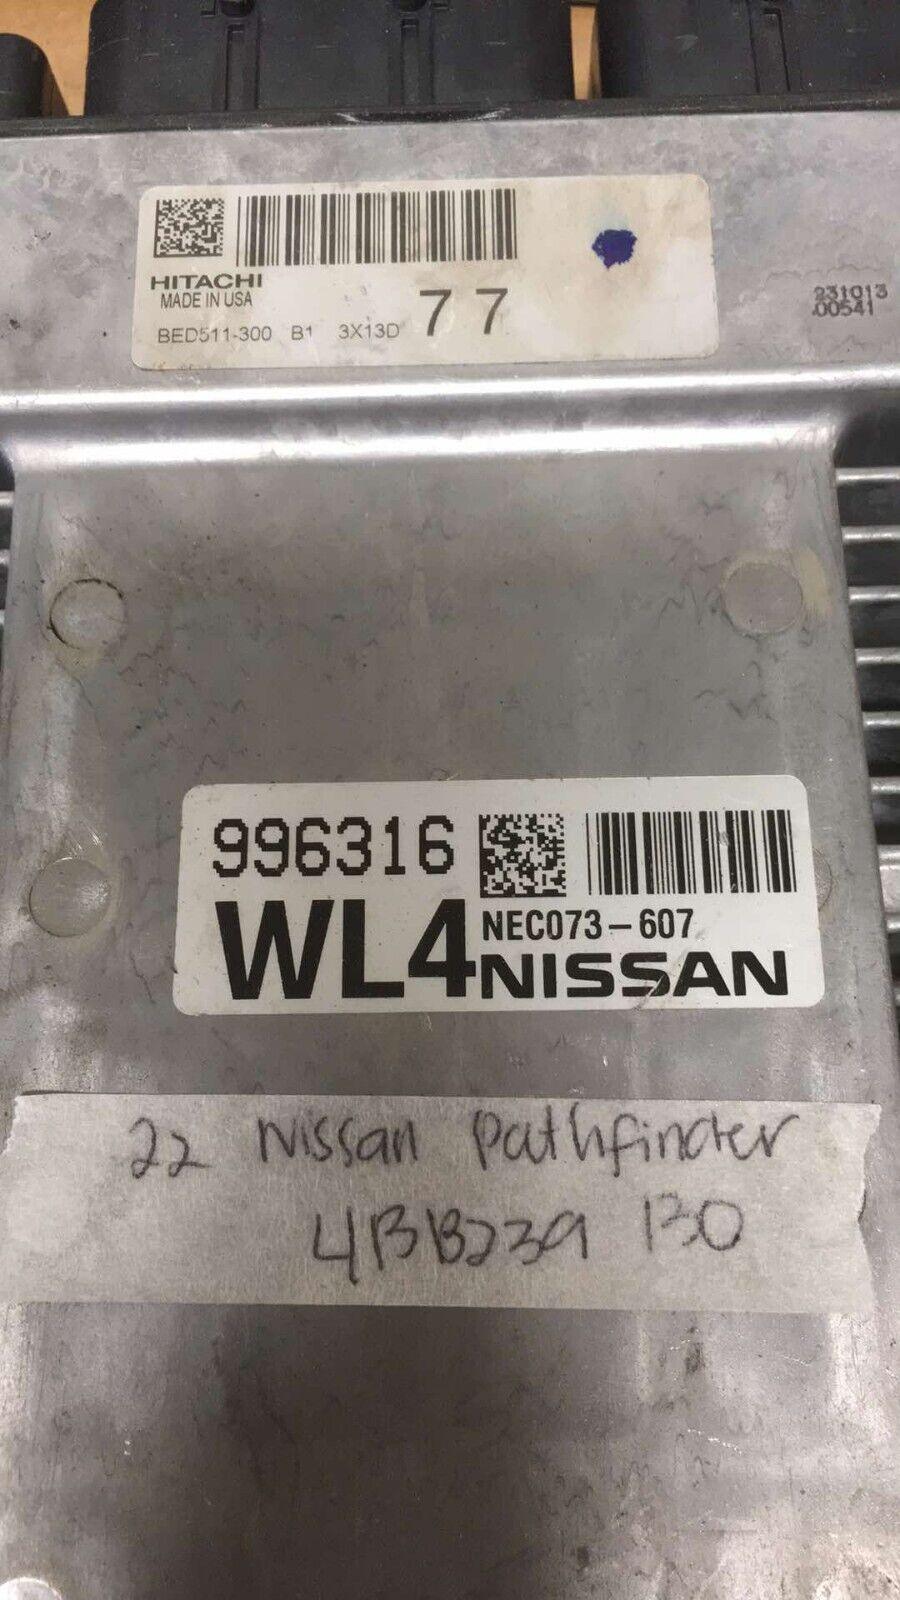 HITACHI
MADE IN USA
BED511-300 B1 3X13D 77
231013
00541
996316
WL4 NEC073-607
NISSAN
22 Nissan Pathfinder
4BB239 130